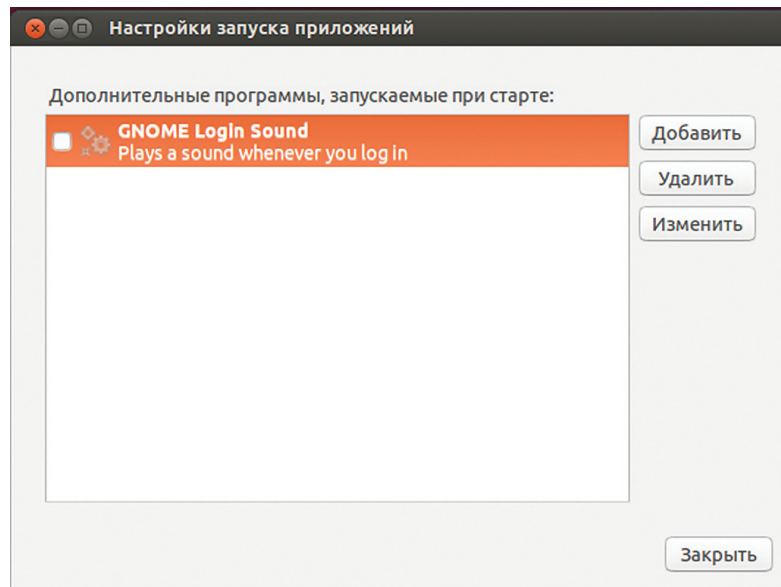 Настройки запуска приложений
Дополнительные программы, запускаемые при старте:
GNOME Login Sound
Plays a sound whenever you log in
Добавить
Удалить
Изменить
Закрыть